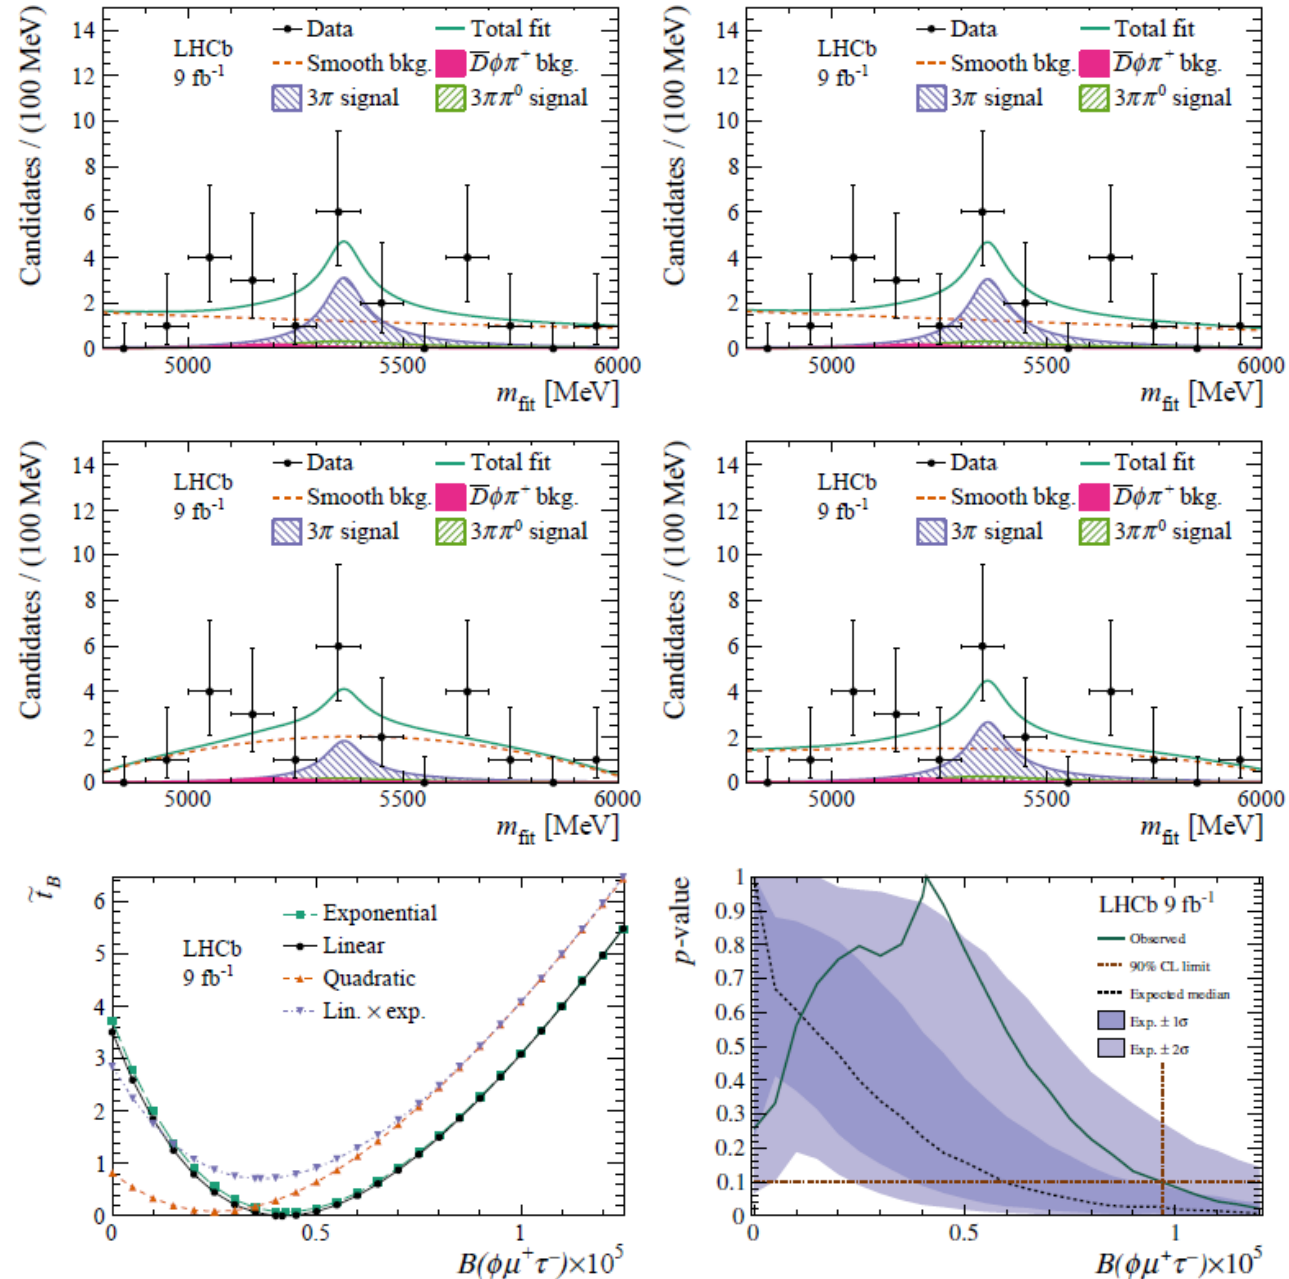 Candidates / (100 MeV)
14
12
10
8
6
4
2
0
LHCb
9 fb⁻¹
Data
Total fit
Smooth bkg.
D̅ϕπ⁺ bkg.
3π signal
3ππ⁰ signal
5000
5500
6000
m_fit [MeV]
Candidates / (100 MeV)
14
12
10
8
6
4
2
0
LHCb
9 fb⁻¹
Data
Total fit
Smooth bkg.
D̅ϕπ⁺ bkg.
3π signal
3ππ⁰ signal
5000
5500
6000
m_fit [MeV]
Candidates / (100 MeV)
14
12
10
8
6
4
2
0
LHCb
9 fb⁻¹
Data
Total fit
Smooth bkg.
D̅ϕπ⁺ bkg.
3π signal
3ππ⁰ signal
5000
5500
6000
m_fit [MeV]
Candidates / (100 MeV)
14
12
10
8
6
4
2
0
LHCb
9 fb⁻¹
Data
Total fit
Smooth bkg.
D̅ϕπ⁺ bkg.
3π signal
3ππ⁰ signal
5000
5500
6000
m_fit [MeV]
t̃_B
6
5
4
3
2
1
0
LHCb
9 fb⁻¹
Exponential
Linear
Quadratic
Lin. × exp.
0
0.5
1
B(ϕμ⁺τ⁻)×10⁵
p-value
1
0.9
0.8
0.7
0.6
0.5
0.4
0.3
0.2
0.1
0
LHCb 9 fb⁻¹
Observed
90% CL limit
Expected median
Exp. ± 1σ
Exp. ± 2σ
0
0.5
1
B(ϕμ⁺τ⁻)×10⁵